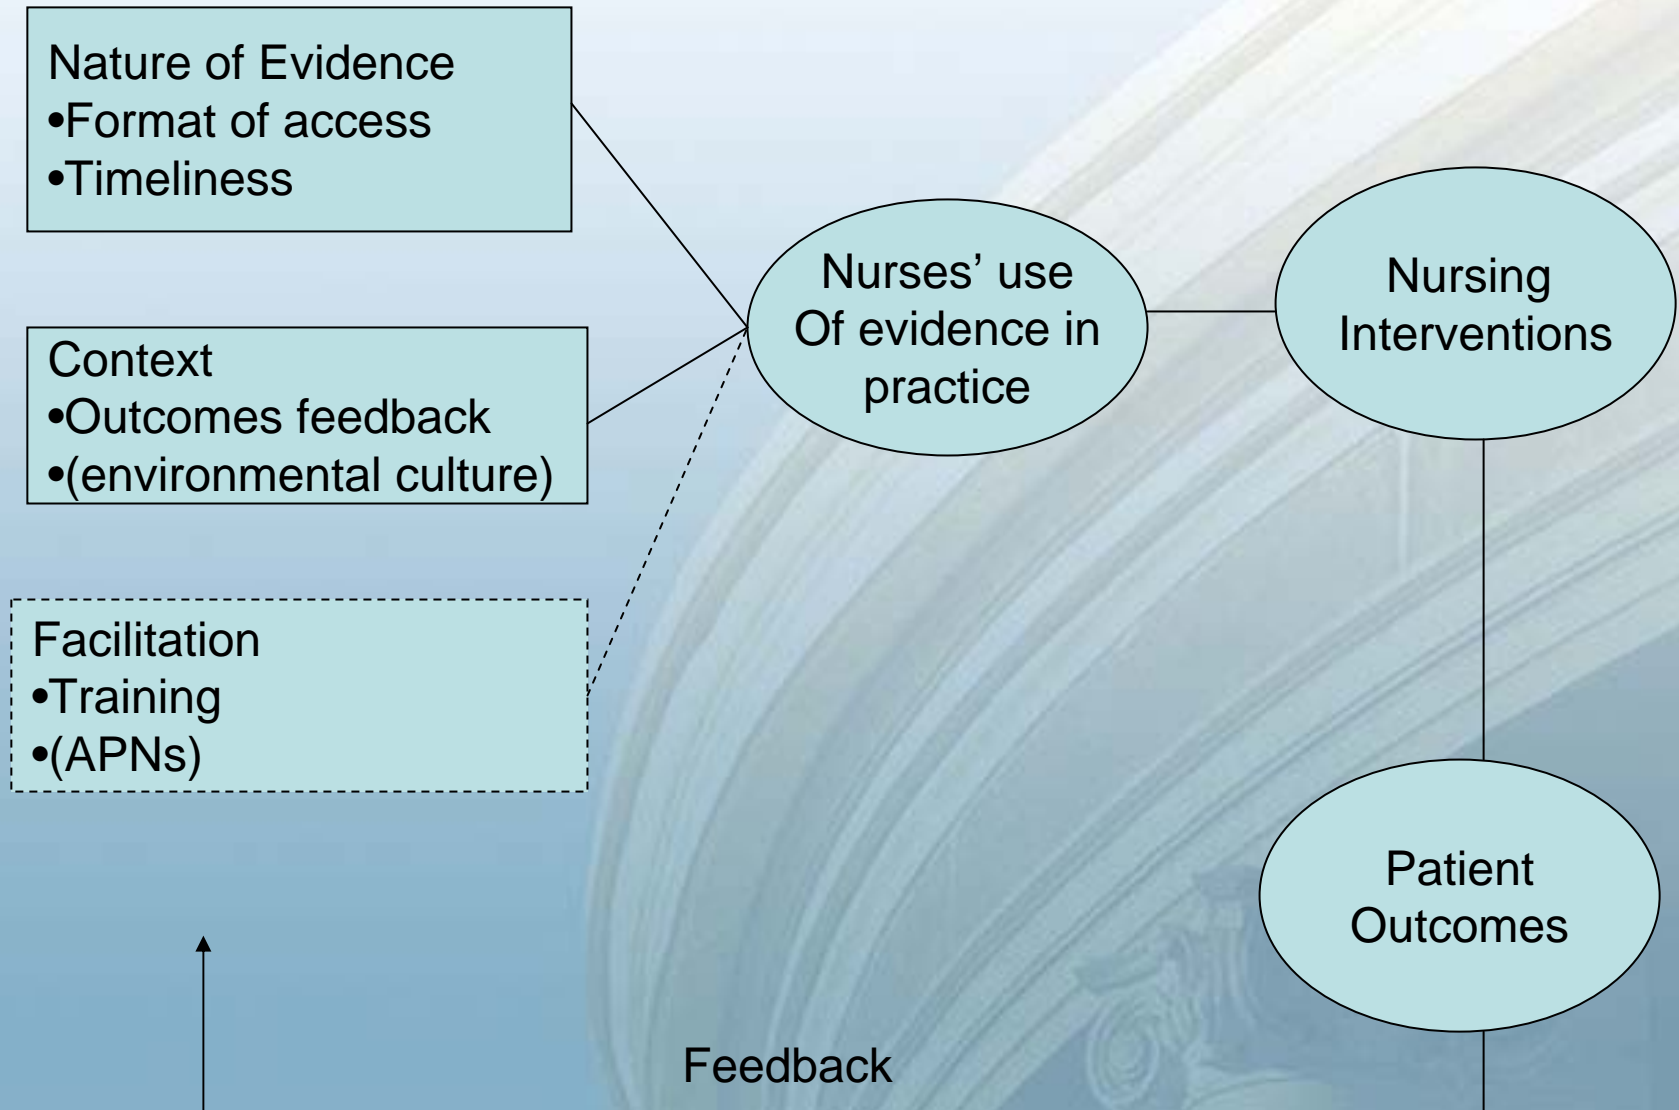 Nature of Evidence
•Format of access
•Timeliness
Context
•Outcomes feedback
•(environmental culture)
Facilitation
•Training
•(APNs)
Nurses’ use
Of evidence in
practice
Nursing
Interventions
Patient
Outcomes
Feedback